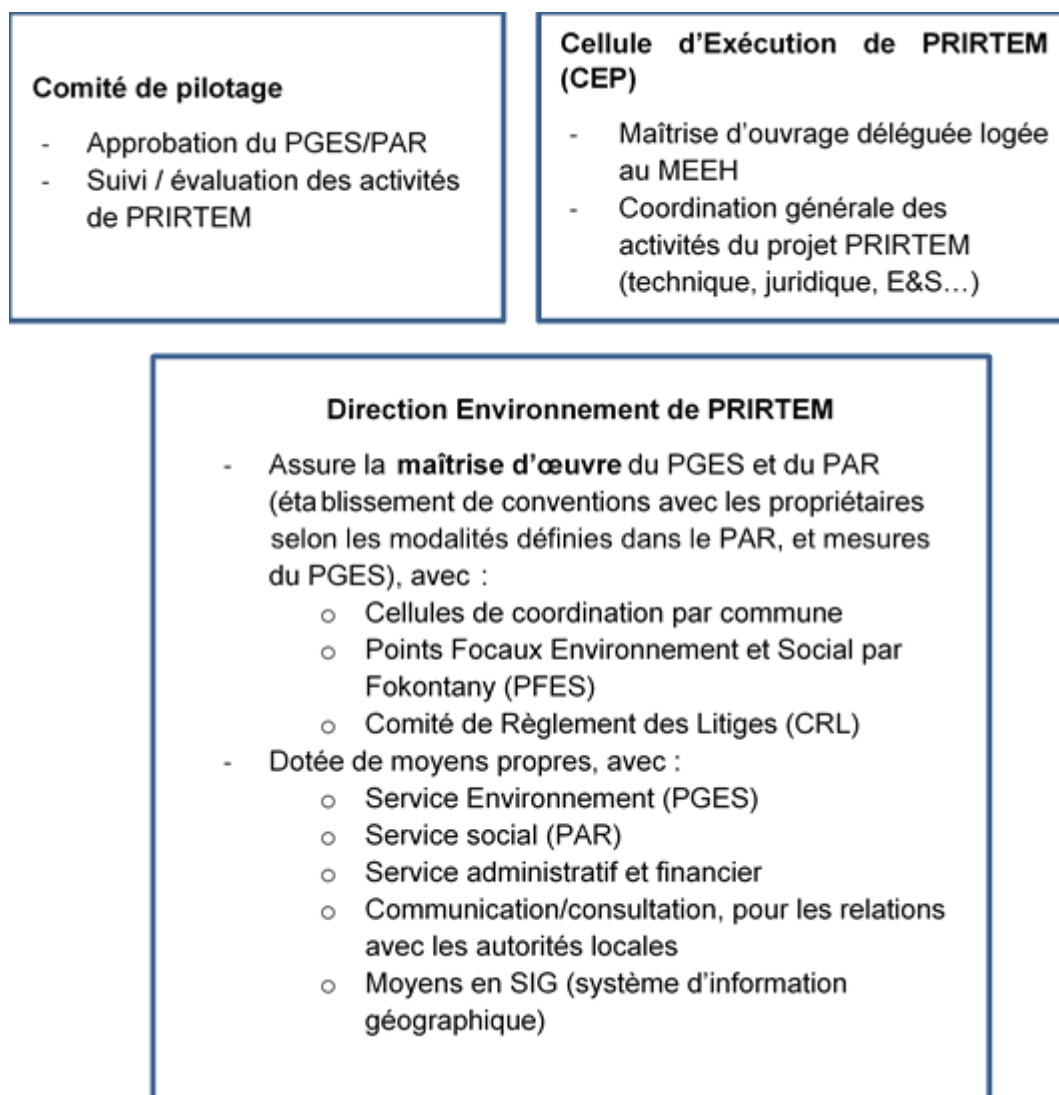 Comité de pilotage
- Approbation du PGES/PAR
- Suivi / évaluation des activités
de PRIRTEM
Cellule d'Exécution de PRIRTEM
(CEP)
- Maîtrise d'ouvrage déléguée logée
au MEEH
- Coordination générale des
activités du projet PRIRTEM
(technique, juridique, E&S…)
Direction Environnement de PRIRTEM
- Assure la maîtrise d'œuvre du PGES et du PAR
(établissement de conventions avec les propriétaires
selon les modalités définies dans le PAR, et mesures
du PGES), avec :
o Cellules de coordination par commune
o Points Focaux Environnement et Social par
Fokontany (PFES)
o Comité de Règlement des Litiges (CRL)
- Dotée de moyens propres, avec :
o Service Environnement (PGES)
o Service social (PAR)
o Service administratif et financier
o Communication/consultation, pour les relations
avec les autorités locales
o Moyens en SIG (système d'information
géographique)